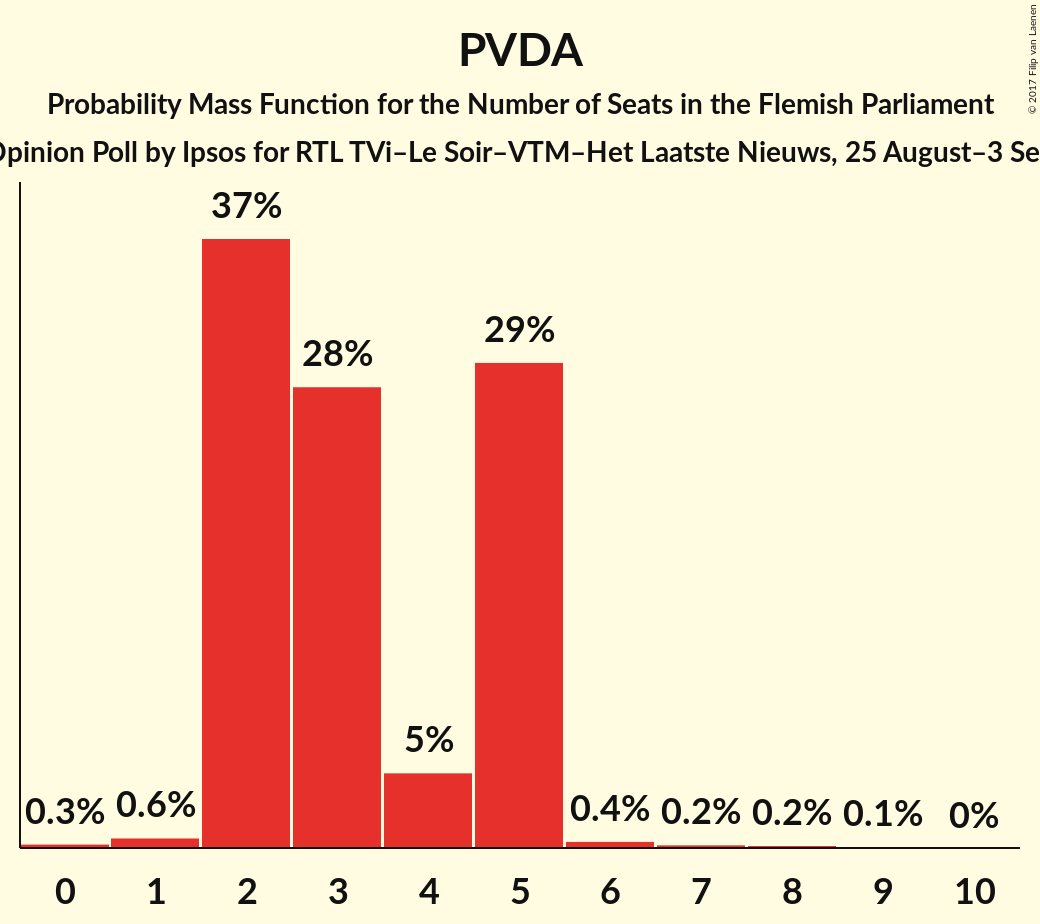 PVDA
Probability Mass Function for the Number of Seats in the Flemish Parliament
Opinion Poll by Ipsos for RTL TVi–Le Soir–VTM–Het Laatste Nieuws, 25 August–3 Se
© 2017 Filip van Laenen
37%
29%
28%
5%
0.3% 0.6% 0.4% 0.2% 0.2% 0.1% 0%
0 1 2 3 4 5 6 7 8 9 10